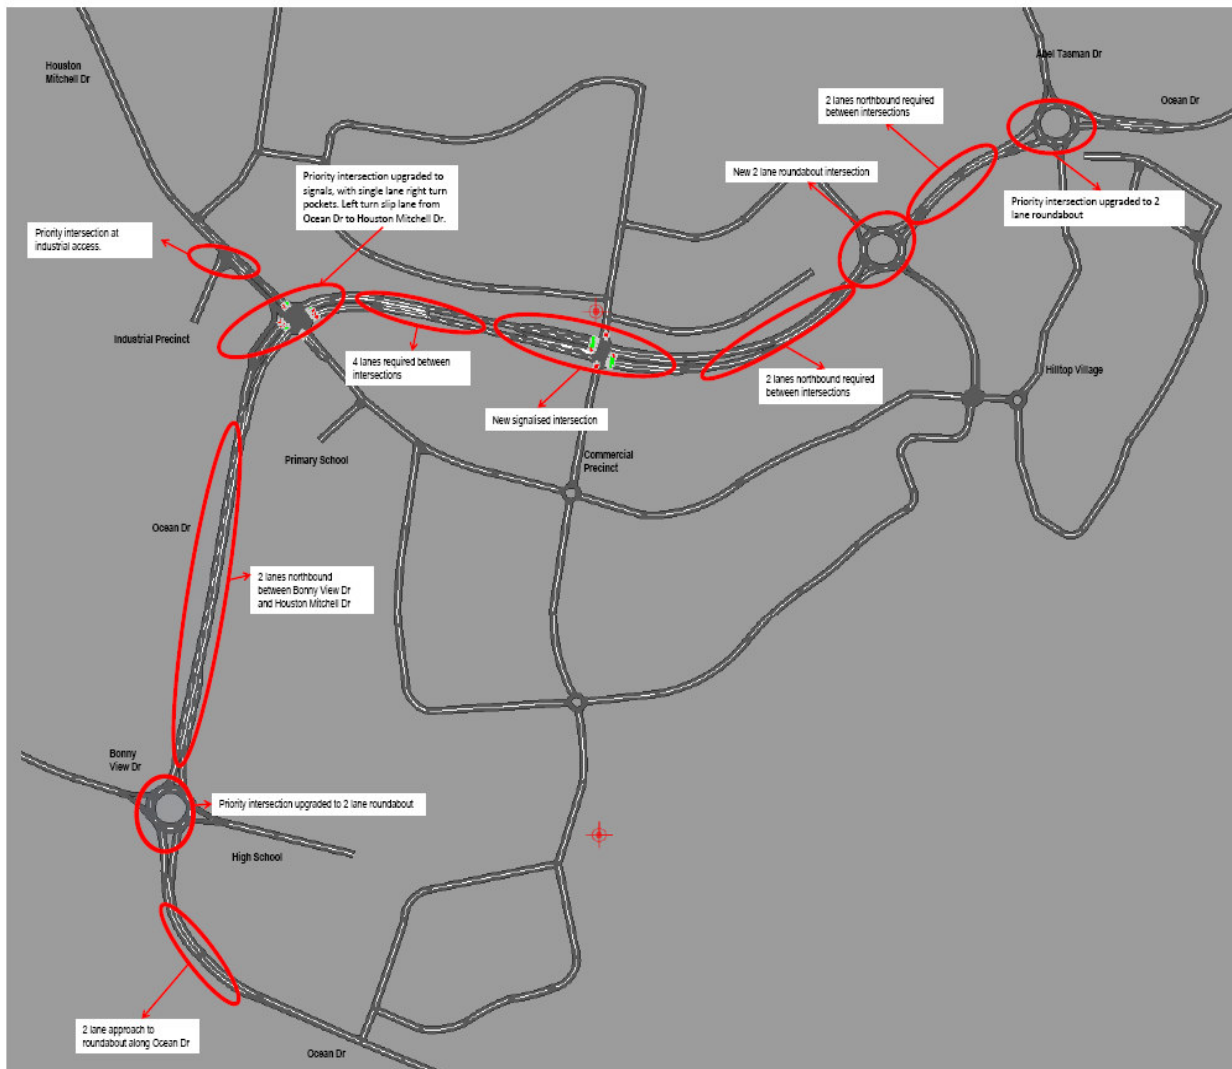 Houston
Mitchell Dr
Abel Tasman Dr
Ocean Dr
2 lanes northbound required
between intersections
New 2 lane roundabout intersection
Priority intersection upgraded to 2
lane roundabout
Priority intersection upgraded to
signals, with single lane right turn
pockets. Left turn slip lane from
Ocean Dr to Houston Mitchell Dr.
Priority intersection at
industrial access.
Industrial Precinct
4 lanes required between
intersections
2 lanes northbound required
between intersections
Hilltop Village
New signalised intersection
Primary School
Commercial
Precinct
Ocean Dr
2 lanes northbound
between Bonny View Dr
and Houston Mitchell Dr
Bonny
View Dr
Priority intersection upgraded to 2 lane roundabout
High School
2 lane approach to
roundabout along Ocean Dr
Ocean Dr